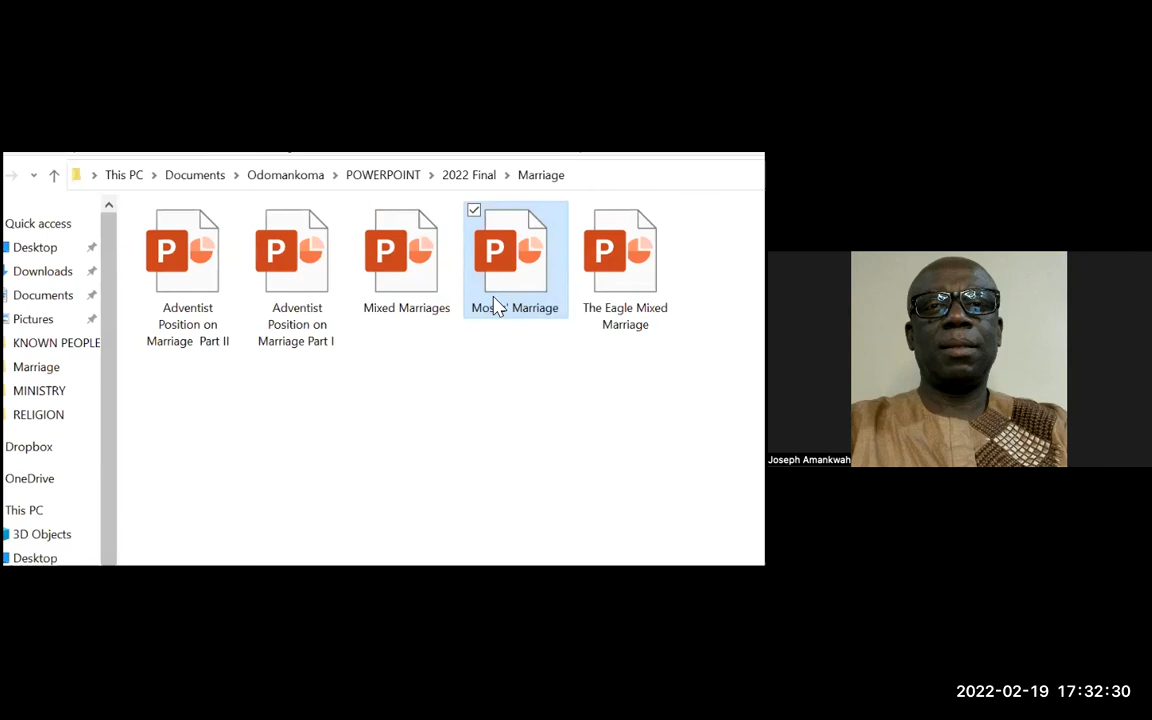 This PC
Documents
Odomankoma
POWERPOINT
2022 Final
Marriage
Quick access
Desktop
Downloads
Documents
Pictures
KNOWN PEOPLE
Marriage
MINISTRY
RELIGION
Dropbox
OneDrive
This PC
3D Objects
Desktop
P
Adventist
Position on
Marriage Part II
P
Adventist
Position on
Marriage Part I
P
Mixed Marriages
P
Marriage
P
The Eagle Mixed
Marriage
Joseph Amankwah
2022-02-19 17:32:30